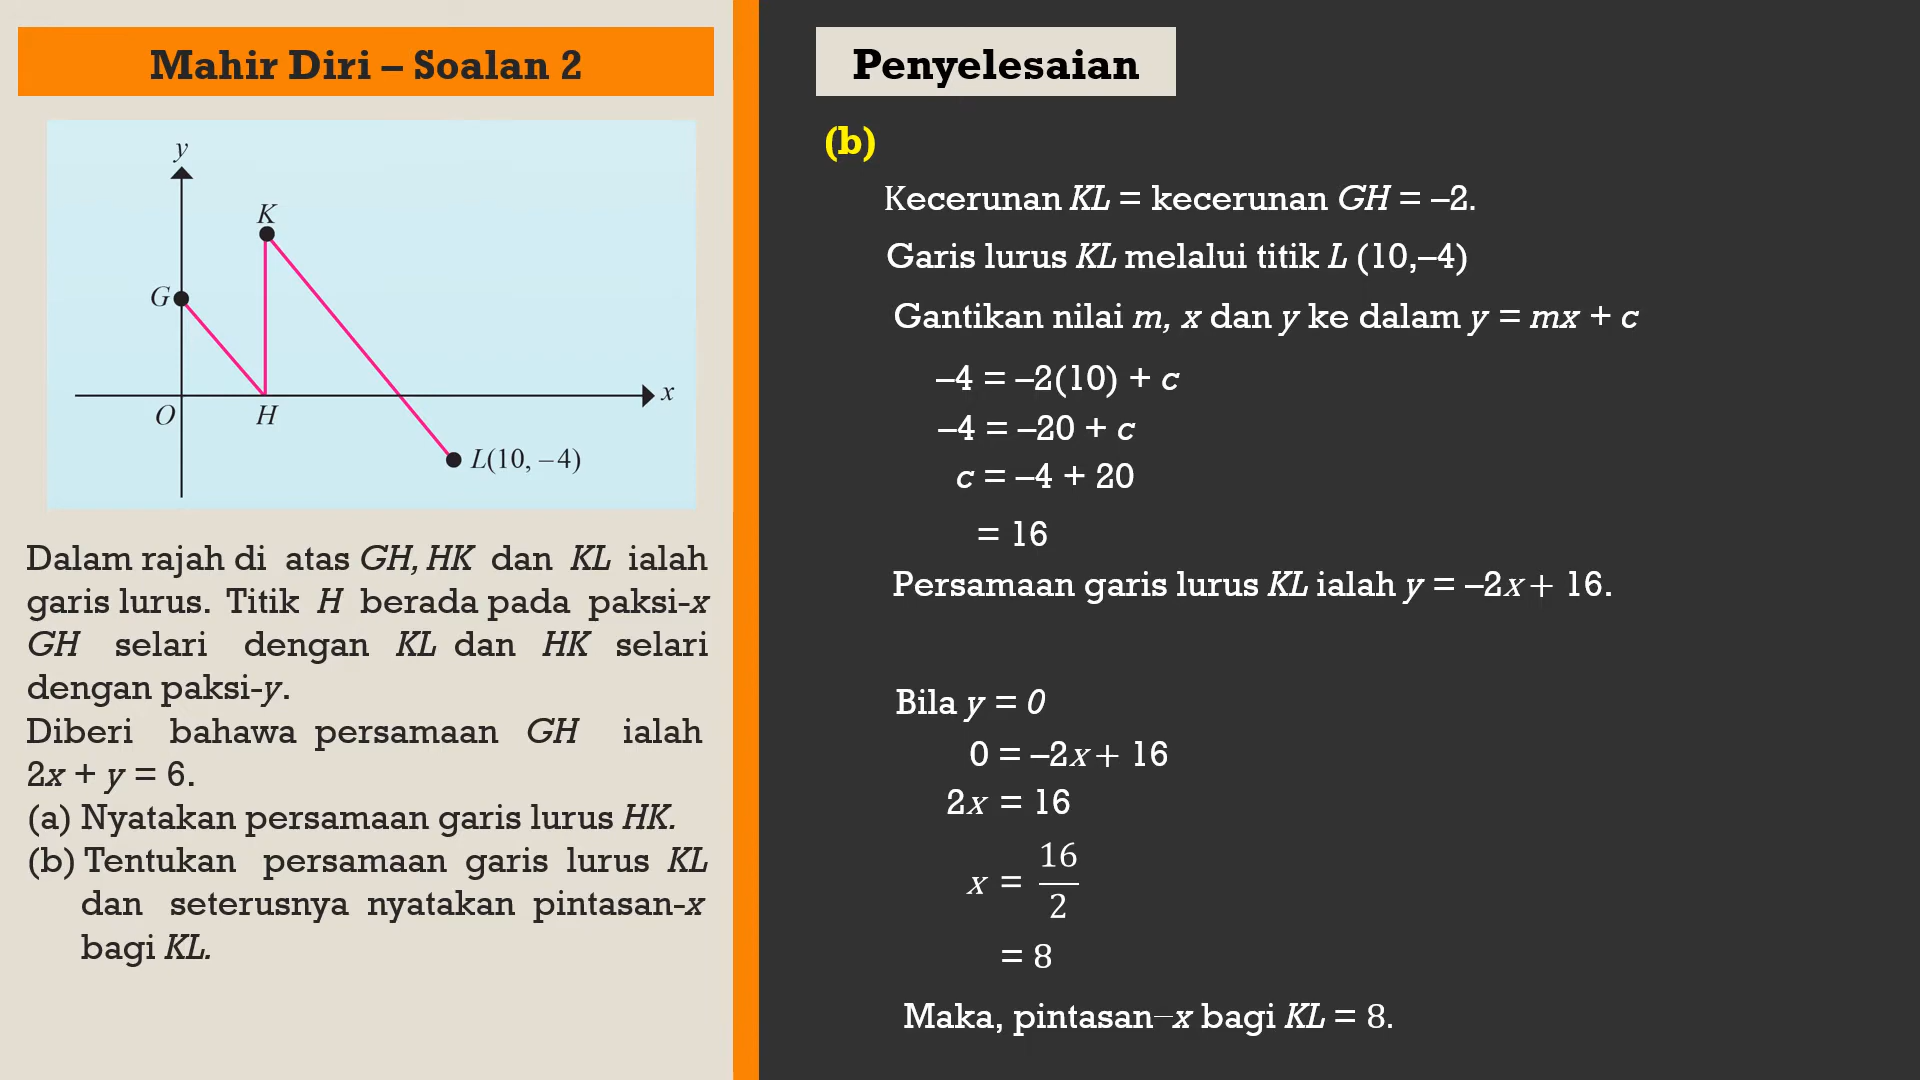 Mahir Diri – Soalan 2
y
K
G
x
O
H
L(10, –4)
Dalam rajah di atas GH, HK dan KL ialah
garis lurus. Titik H berada pada paksi-x
GH selari dengan KL dan HK selari
dengan paksi-y.
Diberi bahawa persamaan GH ialah
2x + y = 6.
(a) Nyatakan persamaan garis lurus HK.
(b) Tentukan persamaan garis lurus KL
dan seterusnya nyatakan pintasan-x
bagi KL.
Penyelesaian
(b)
Kecerunan KL = kecerunan GH = –2.
Garis lurus KL melalui titik L (10,–4)
Gantikan nilai m, x dan y ke dalam y = mx + c
–4 = –2(10) + c
–4 = –20 + c
c = –4 + 20
= 16
Persamaan garis lurus KL ialah y = –2x + 16.
Bila y = 0
0 = –2x + 16
2x = 16
x = 16/2
= 8
Maka, pintasan–x bagi KL = 8.